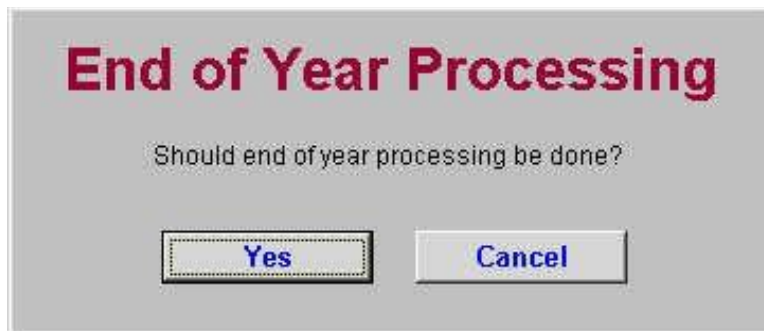 End of Year Processing
Should end of year processing be done?
Yes Cancel